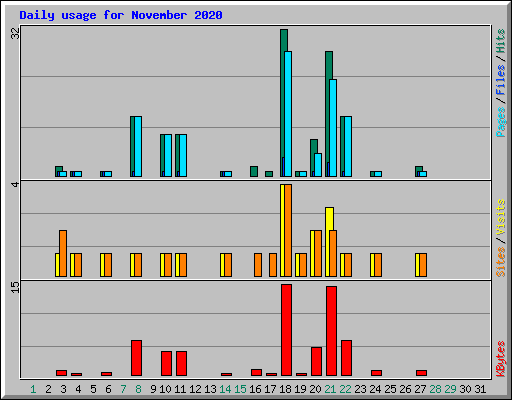 Daily usage for November 2020
32
Pages / Files / Hits
4
Sites / Visits
15
KBytes
1 2 3 4 5 6 7 8 9 10 11 12 13 14 15 16 17 18 19 20 21 22 23 24 25 26 27 28 29 30 31